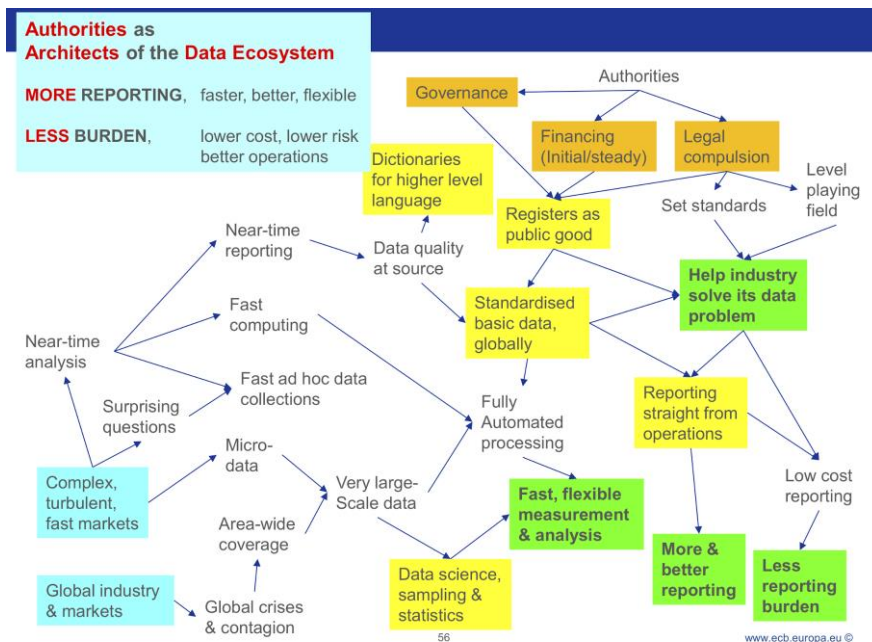 Authorities as
Architects of the Data Ecosystem
MORE REPORTING, faster, better, flexible
LESS BURDEN, lower cost, lower risk
better operations
Authorities
Governance
Financing
(Initial/steady)
Legal
compulsion
Dictionaries
for higher level
language
Level
playing
field
Registers as
public good
Set standards
Near-time
reporting
Data quality
at source
Help industry
solve its data
problem
Fast
computing
Standardised
basic data,
globally
Near-time
analysis
Fast ad hoc data
collections
Surprising
questions
Fully
Automated
processing
Reporting
straight from
operations
Micro-
data
Complex,
turbulent,
fast markets
Very large-
Scale data
Fast, flexible
measurement
& analysis
Low cost
reporting
Area-wide
coverage
More &
better
reporting
Less
reporting
burden
Data science,
sampling &
statistics
Global industry
& markets
Global crises
& contagion
56
www.ecb.europa.eu ©